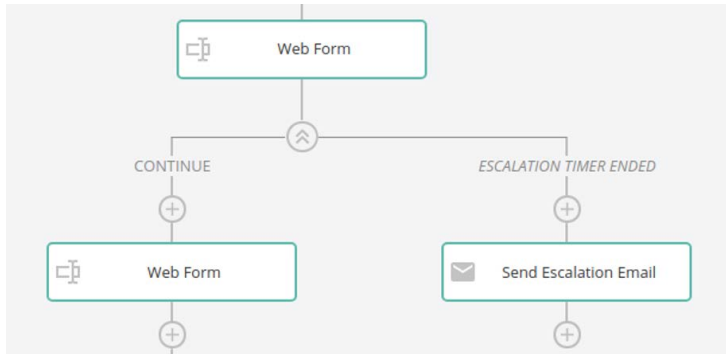 Web Form
CONTINUE
ESCALATION TIMER ENDED
Web Form
Send Escalation Email